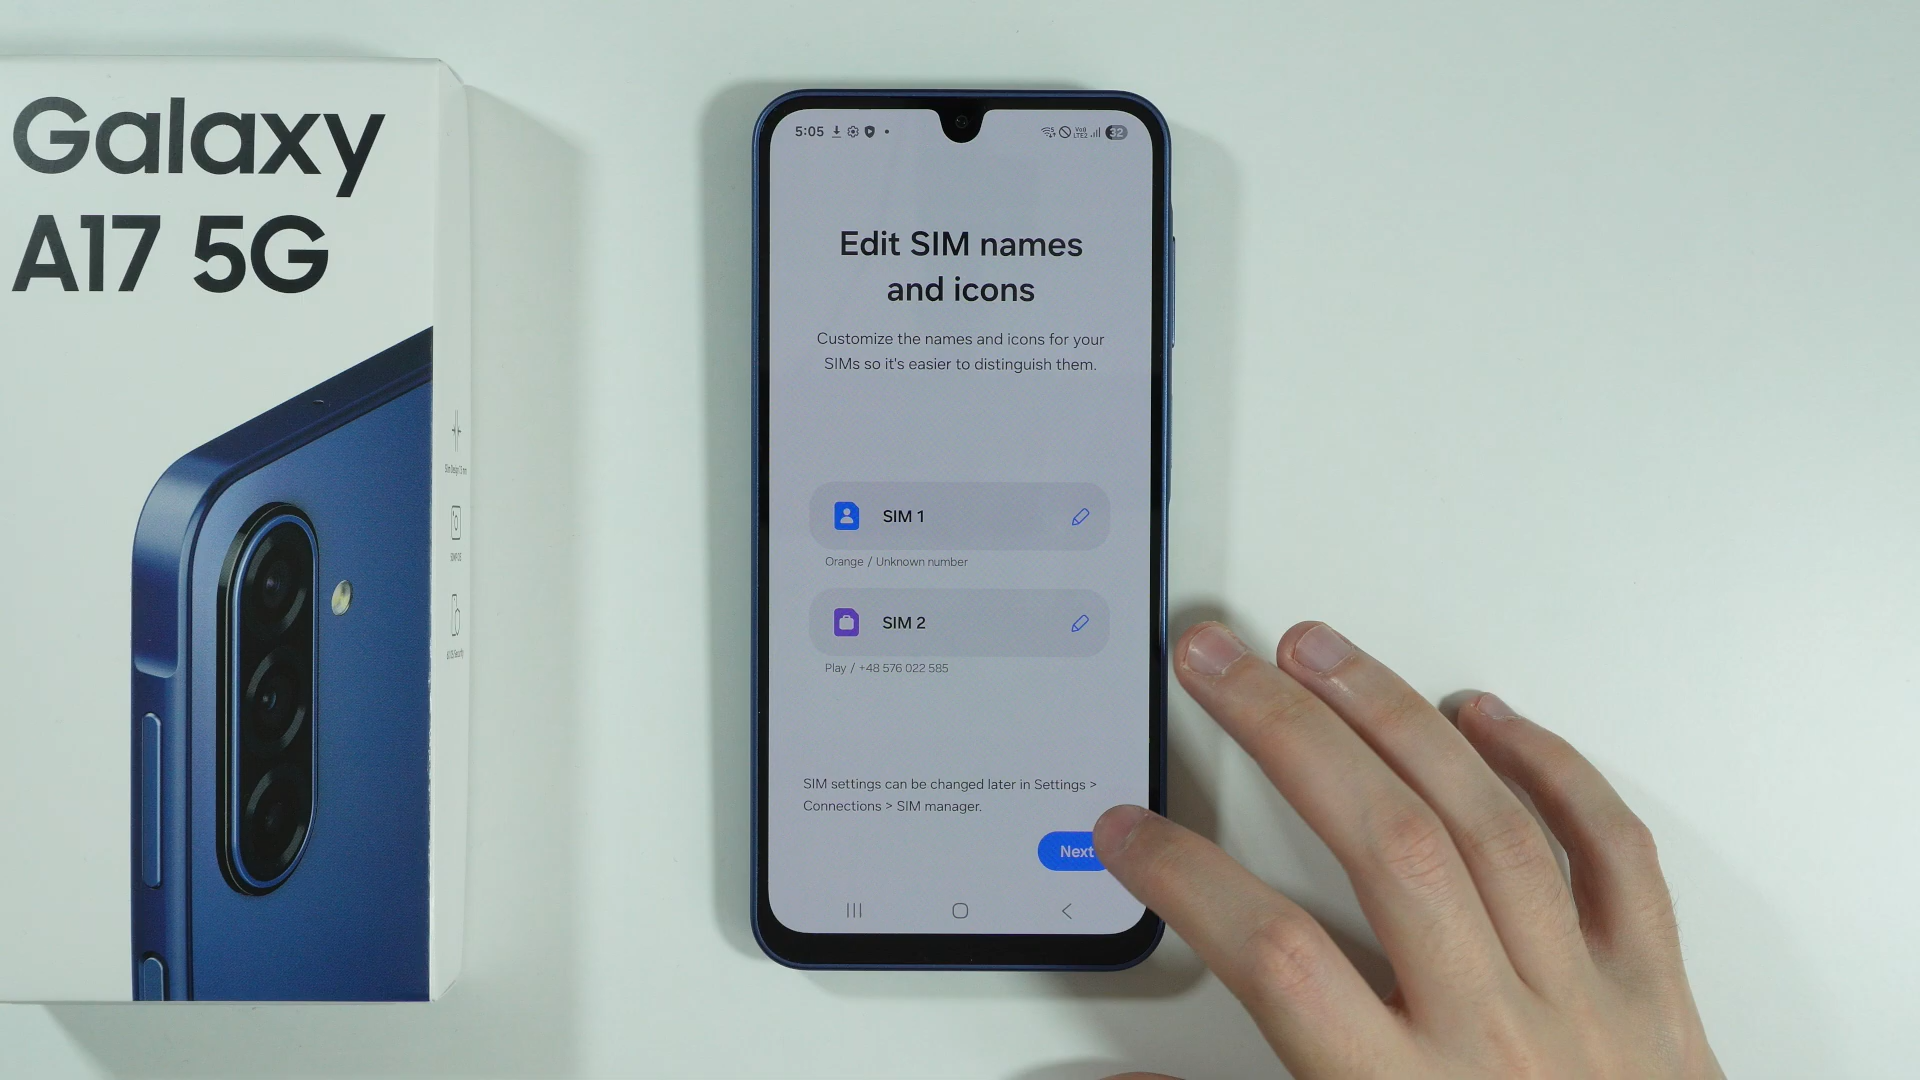 Galaxy
A17 5G
5:05
32
Edit SIM names
and icons
Customize the names and icons for your
SIMs so it's easier to distinguish them.
SIM 1
Orange / Unknown number
SIM 2
Play / +48 576 022 585
SIM settings can be changed later in Settings >
Connections > SIM manager.
Next